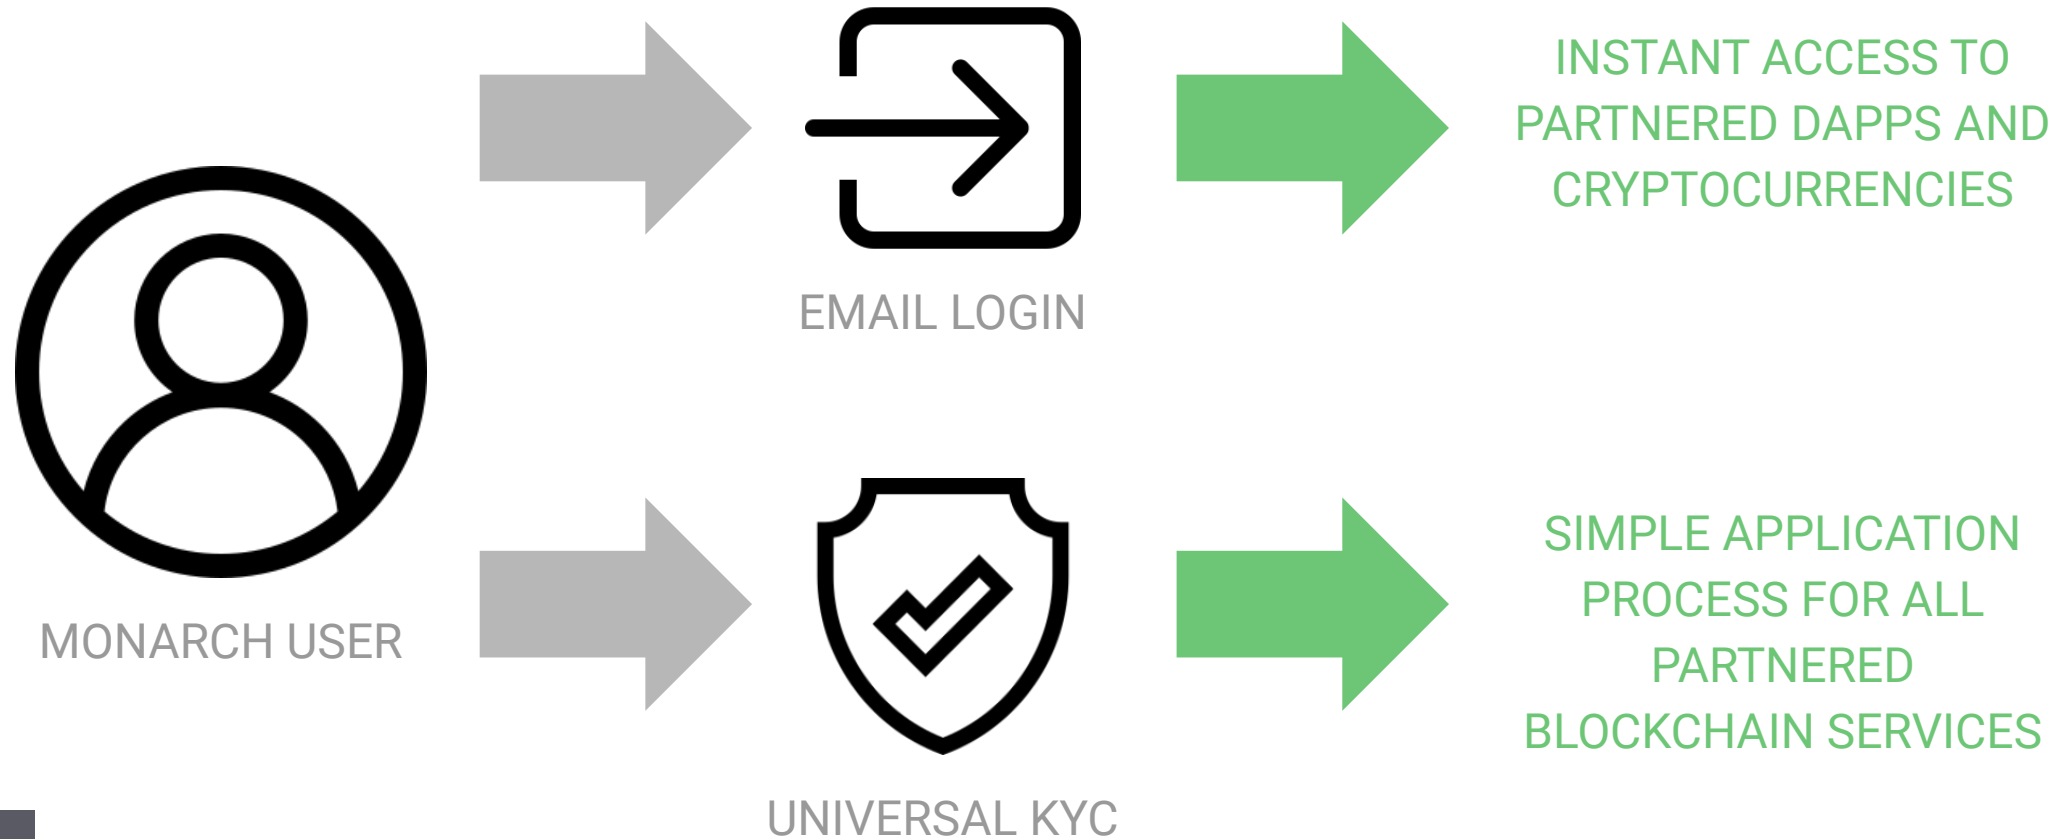 INSTANT ACCESS TO
PARTNERED DAPPS AND
CRYPTOCURRENCIES
EMAIL LOGIN
MONARCH USER
SIMPLE APPLICATION
PROCESS FOR ALL
PARTNERED
BLOCKCHAIN SERVICES
UNIVERSAL KYC